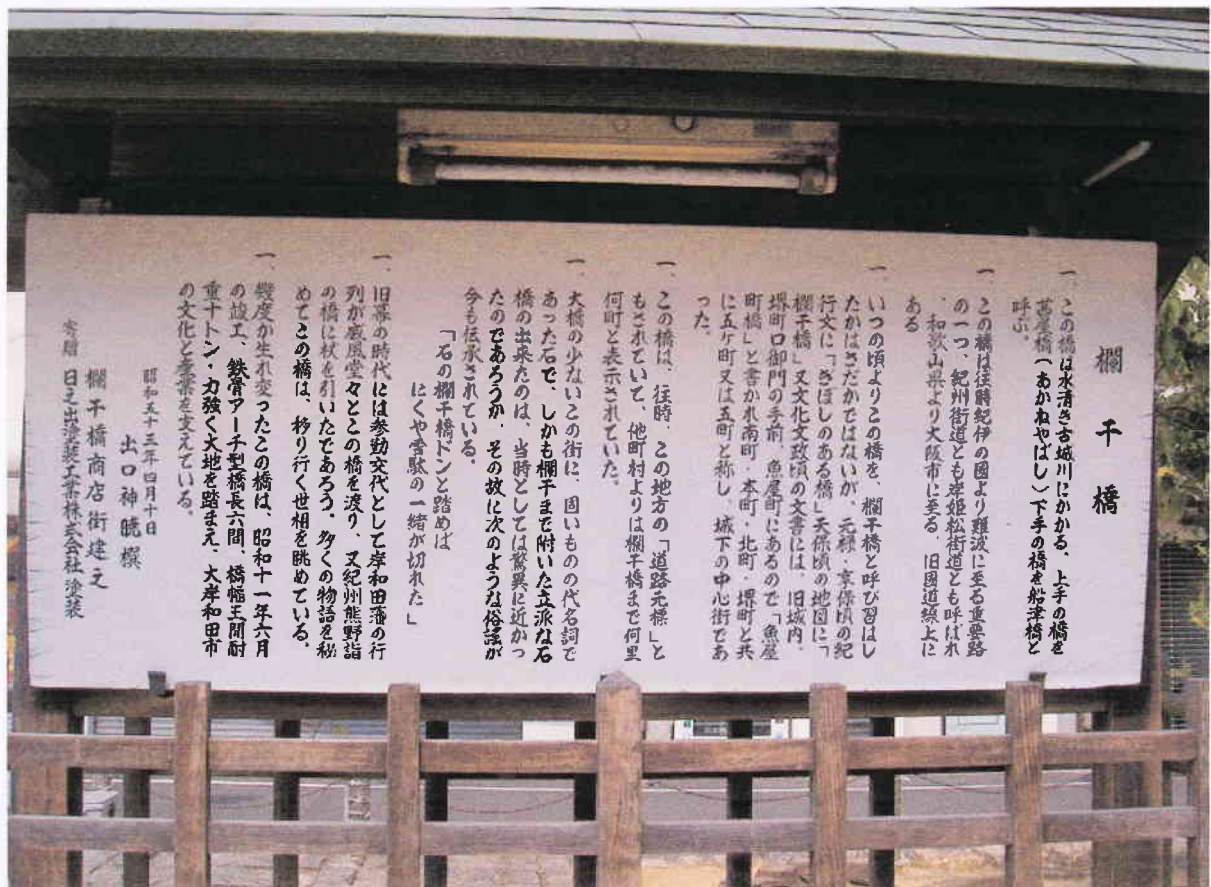 欄干橋
一、この橋は水清き古城川にかかる、上手の橋を
萬屋橋（あかねやばし）下手の橋を船津橋と
呼ぶ。
一、この橋は往時紀伊の國より難波に至る重要路
の一つ、紀州街道とも岸姫松街道とも呼ばれ
、和歌山県より大阪市に至る 旧國道線上に
ある
一、いつの頃よりこの橋を、欄干橋と呼び習はし
たかはさだかではないが、元禄・享保頃の紀
行文に「ぎぼしのある橋」天保頃の地図に「
欄干橋」又文化文政頃の文書には、旧城内、
堺町口御門の手前、魚屋町にあるので「魚屋
町橋」と書かれ南町・本町・北町・堺町と共
に五ヶ町又は五町と称し、城下の中心街であ
った。
一、この橋は、往時、この地方の「道路元標」と
もされていて、他町村よりは欄干橋まで何里
何町と表示されていた。
一、大橋の少ないこの街に、固いものの代名詞で
あった石で、しかも欄干まで附いた立派な石
橋の出来たのは、当時としては驚異に近かっ
たのであろうか、その故に次のような俗謡が
今も伝承されている。
「石の欄干橋ドンと踏めば
にくや雪駄の一緒が切れた」
一、旧幕の時代には参勤交代として岸和田藩の行
列が威風堂々とこの橋を渡り、又紀州熊野詣
の橋に杖を引いたであろう。多くの物語を秘
めてこの橋は、移り行く世相を眺めている。
一、幾度か生れ変ったこの橋は、昭和十一年六月
の竣工、鉄骨アーチ型橋長六間、橋幅五間耐
重十トン・力強く大地を踏まえ、大岸和田市
の文化と産業を支えている。
昭和五十三年四月十日
出口神暁撰
欄干橋商店街建之
寄贈 日之出塗装工業株式会社塗装